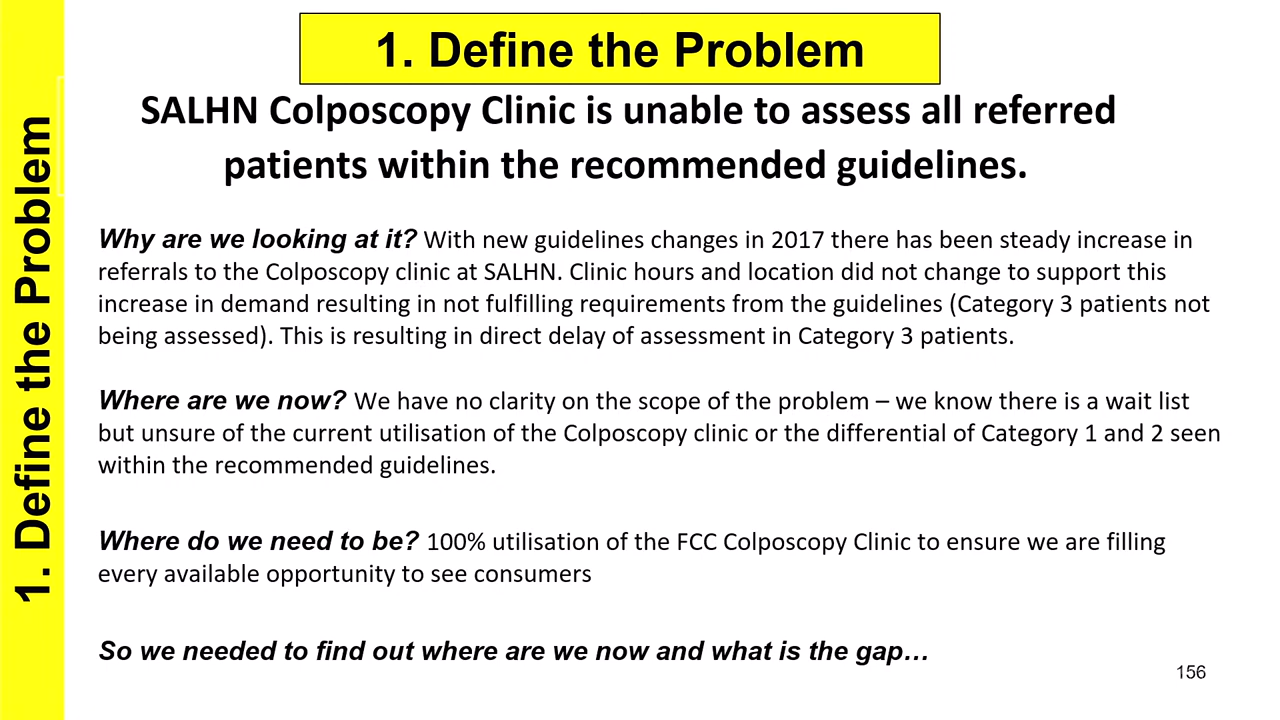 1. Define the Problem
1. Define the Problem
SALHN Colposcopy Clinic is unable to assess all referred
patients within the recommended guidelines.
Why are we looking at it? With new guidelines changes in 2017 there has been steady increase in
referrals to the Colposcopy clinic at SALHN. Clinic hours and location did not change to support this
increase in demand resulting in not fulfilling requirements from the guidelines (Category 3 patients not
being assessed). This is resulting in direct delay of assessment in Category 3 patients.
Where are we now? We have no clarity on the scope of the problem – we know there is a wait list
but unsure of the current utilisation of the Colposcopy clinic or the differential of Category 1 and 2 seen
within the recommended guidelines.
Where do we need to be? 100% utilisation of the FCC Colposcopy Clinic to ensure we are filling
every available opportunity to see consumers
So we needed to find out where are we now and what is the gap…
156